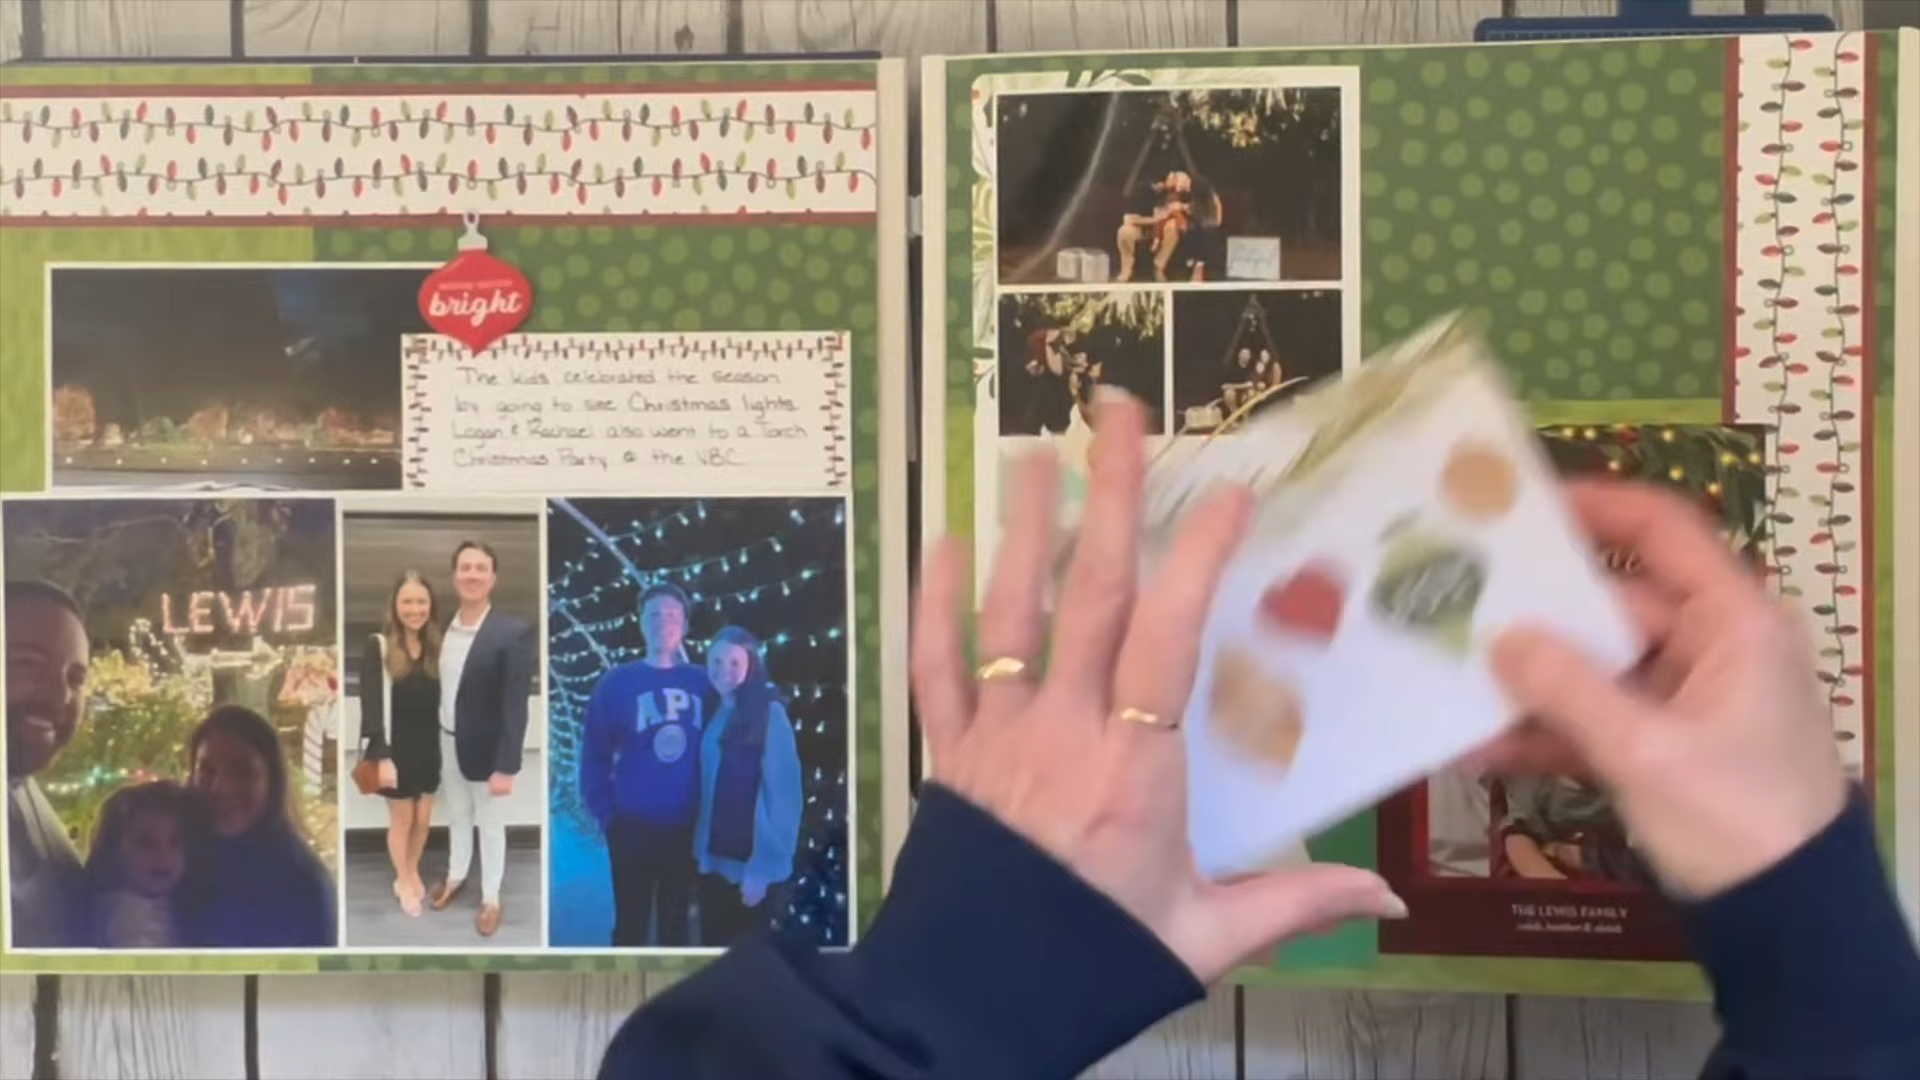 bright
The kids celebrated the season
by going to see Christmas lights.
Logan & Rachael also went to a Torch
Christmas Party @ the VBC
LEWIS
API
THE LEWIS FAMILY